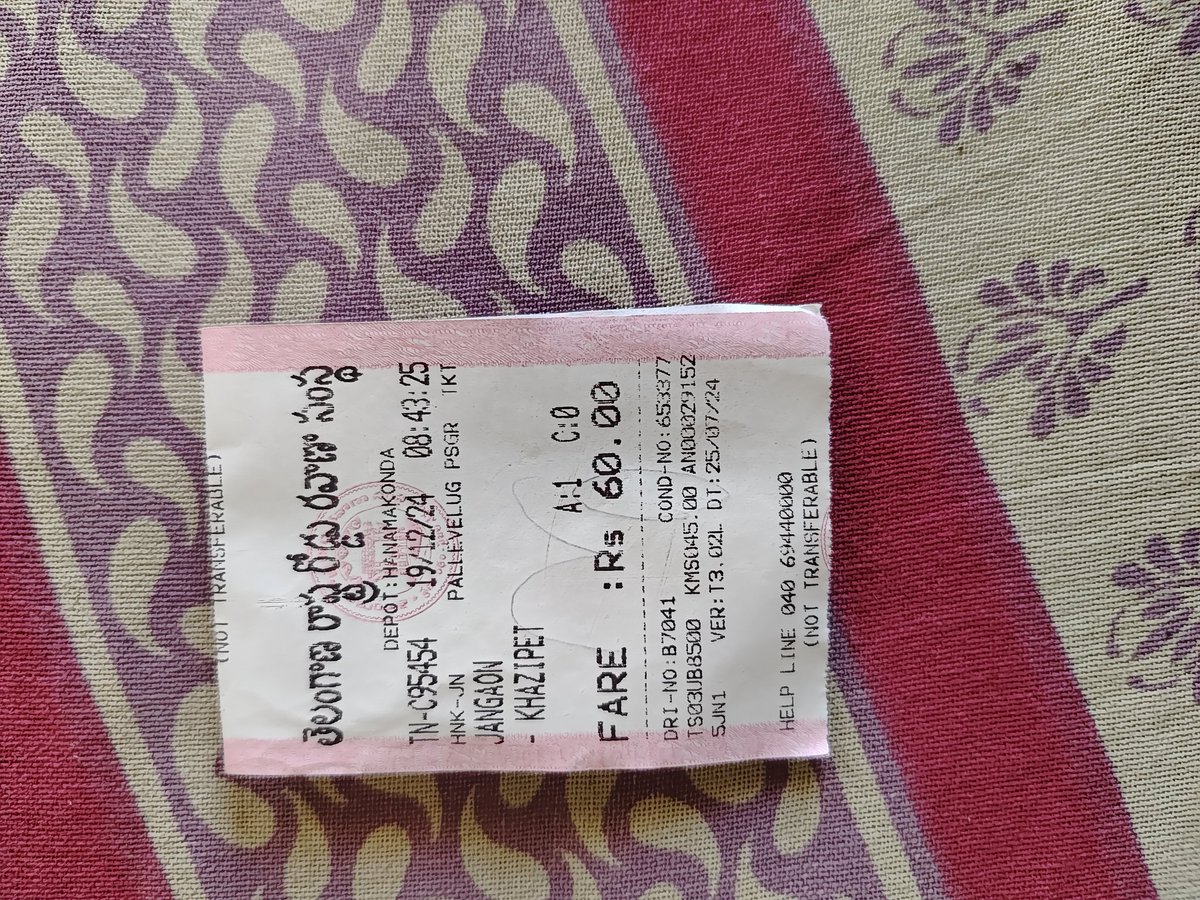 (NOT TRANSFERABLE)
తెలంగాణ రాష్ట్ర రోడ్డు రవాణా సంస్థ
DEPOT:HANAMAKONDA
TN-C95454 19/12/24 08:43:25
HNK-JN PALLEVELUG PSGR TKT
JANGAON
- KHAZIPET
A:1 C:0
FARE :Rs 60.00
DRI-NO:B7041 COND-NO:653377
TS03UB8500 KMS045.00 AN00029152
SJN1 VER:T3.02L DT:25/07/24
HELP LINE 040 69440000
(NOT TRANSFERABLE)